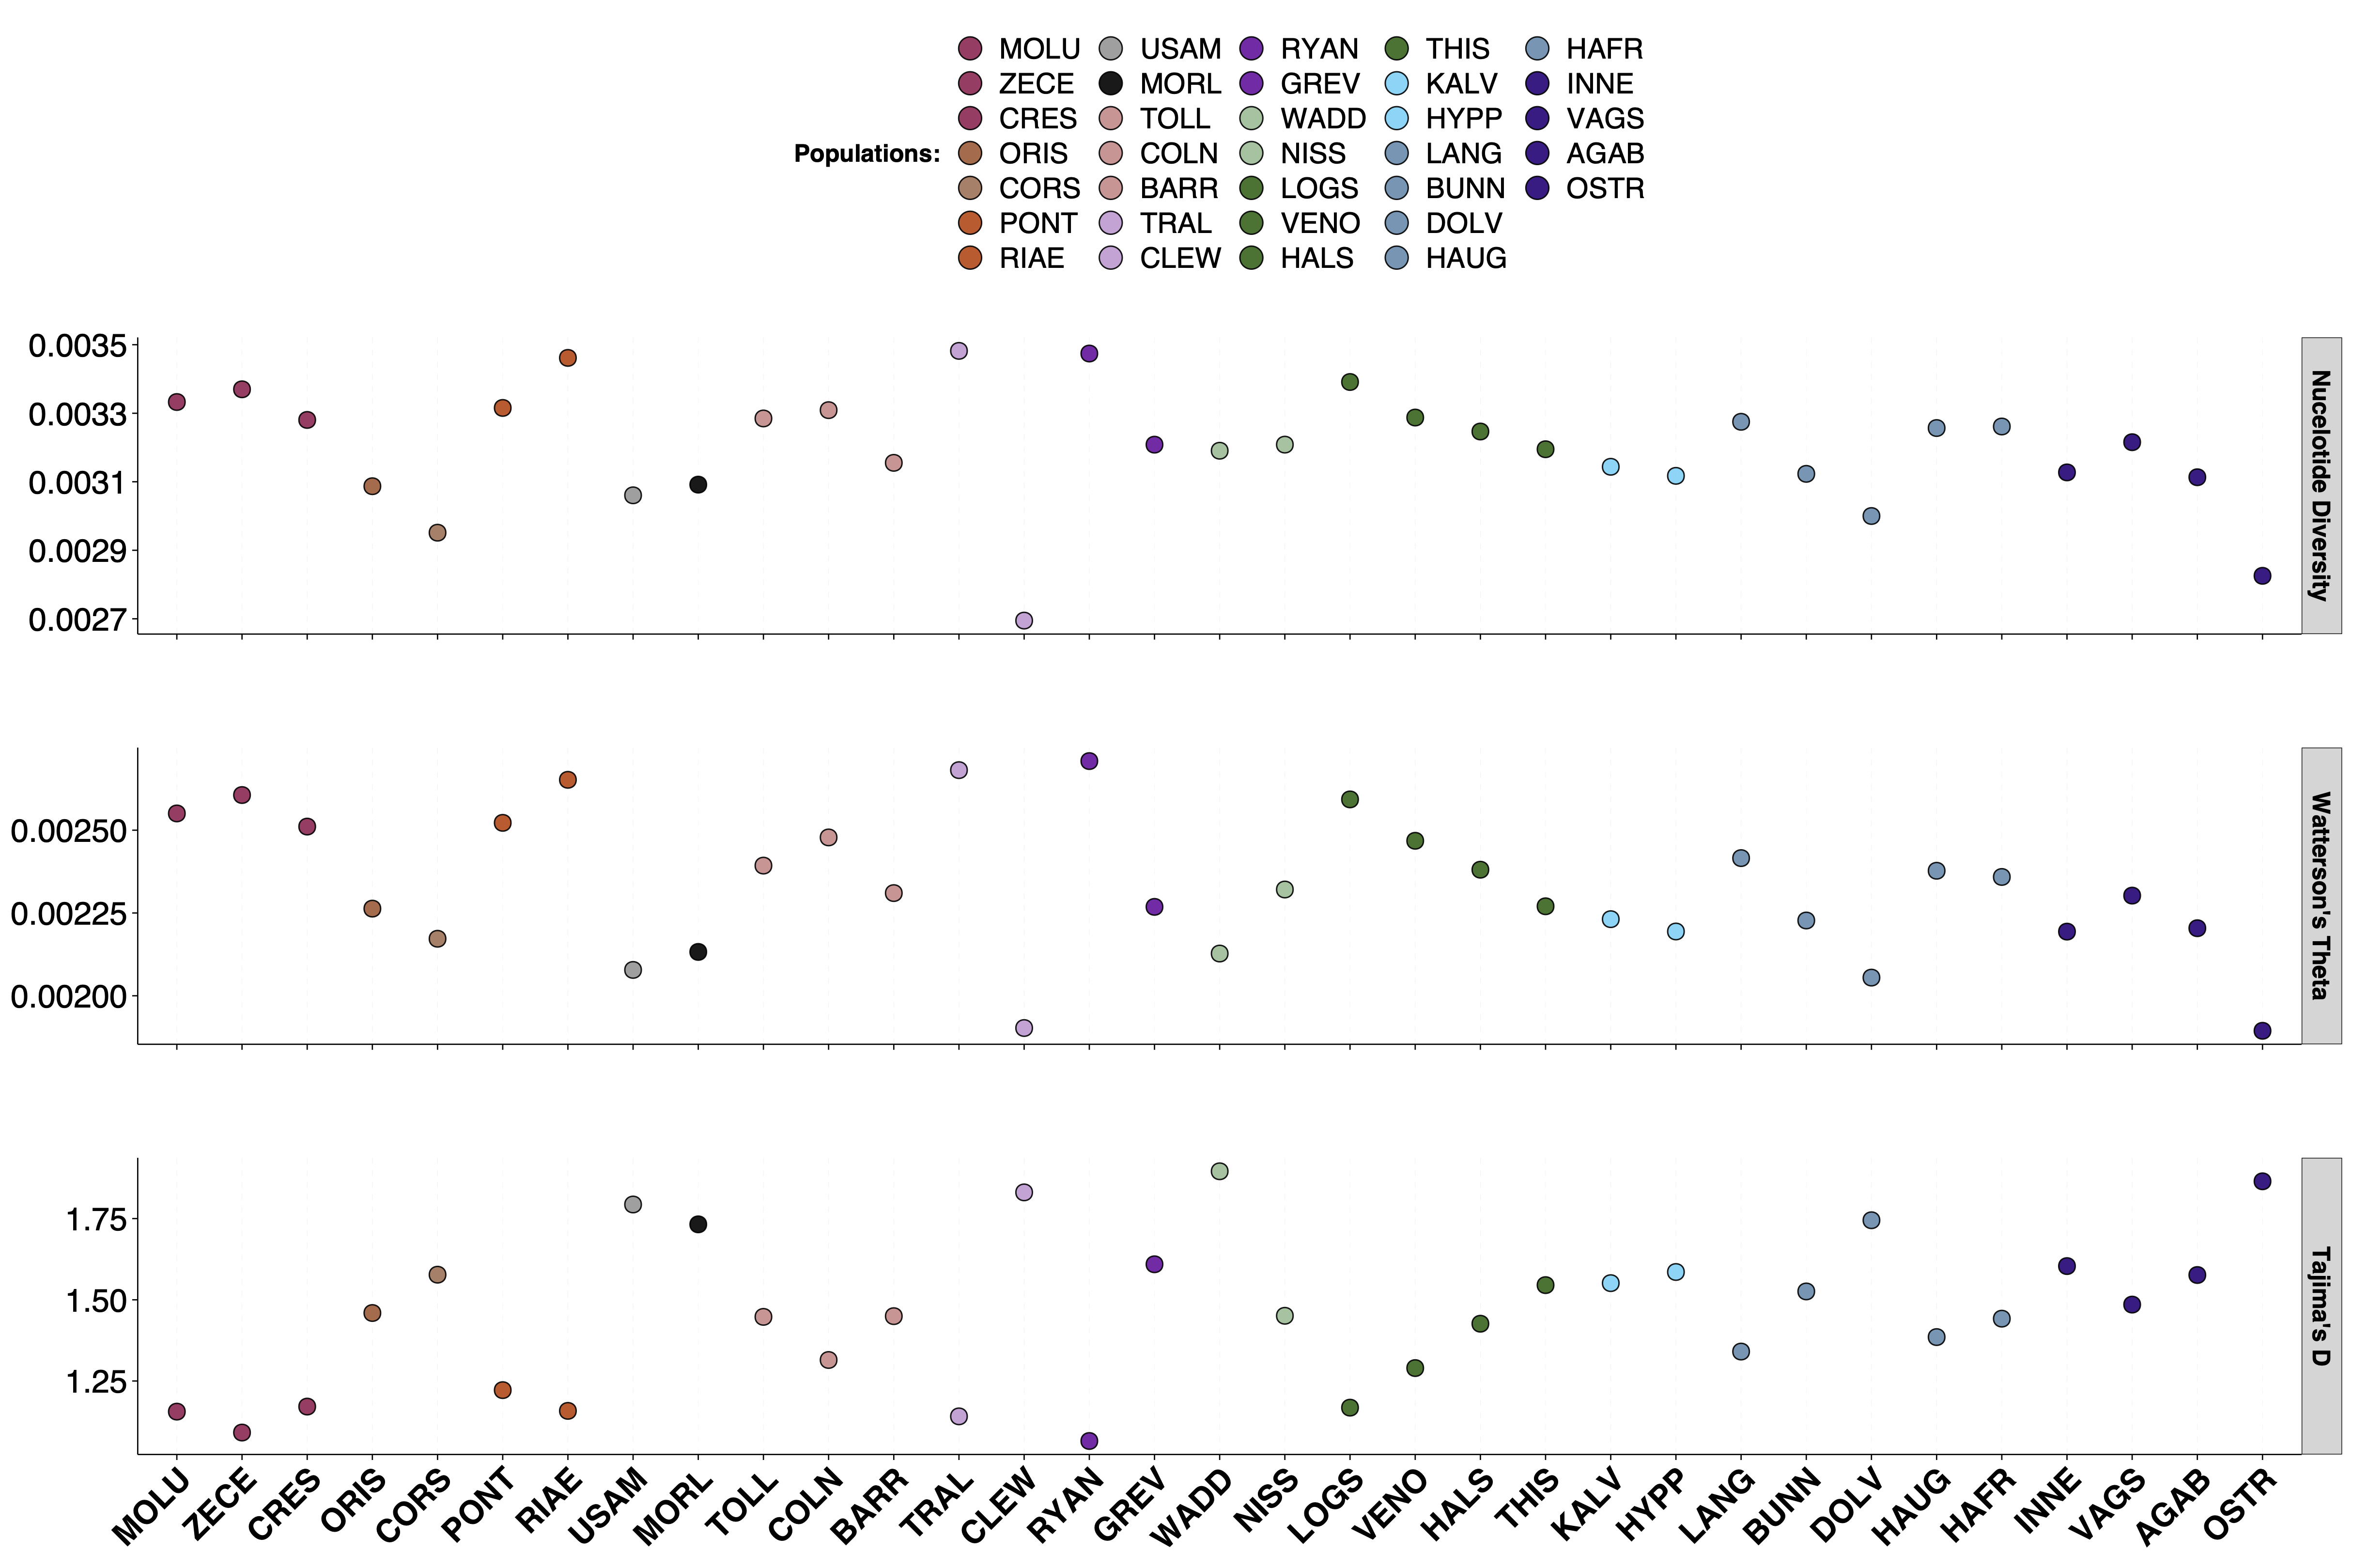 Populations:
MOLU USAM RYAN THIS HAFR
ZECE MORL GREV KALV INNE
CRES TOLL WADD HYPP VAGS
ORIS COLN NISS LANG AGAB
CORS BARR LOGS BUNN OSTR
PONT TRAL VENO DOLV
RIAE CLEW HALS HAUG
0.0035
0.0033
0.0031
0.0029
0.0027
Nucelotide Diversity
0.00250
0.00225
0.00200
Watterson's Theta
1.75
1.50
1.25
Tajima's D
MOLU ZECE CRES ORIS CORS PONT RIAE USAM MORL TOLL COLN BARR TRAL CLEW RYAN GREV WADD NISS LOGS VENO HALS THIS KALV HYPP LANG BUNN DOLV HAUG HAFR INNE VAGS AGAB OSTR